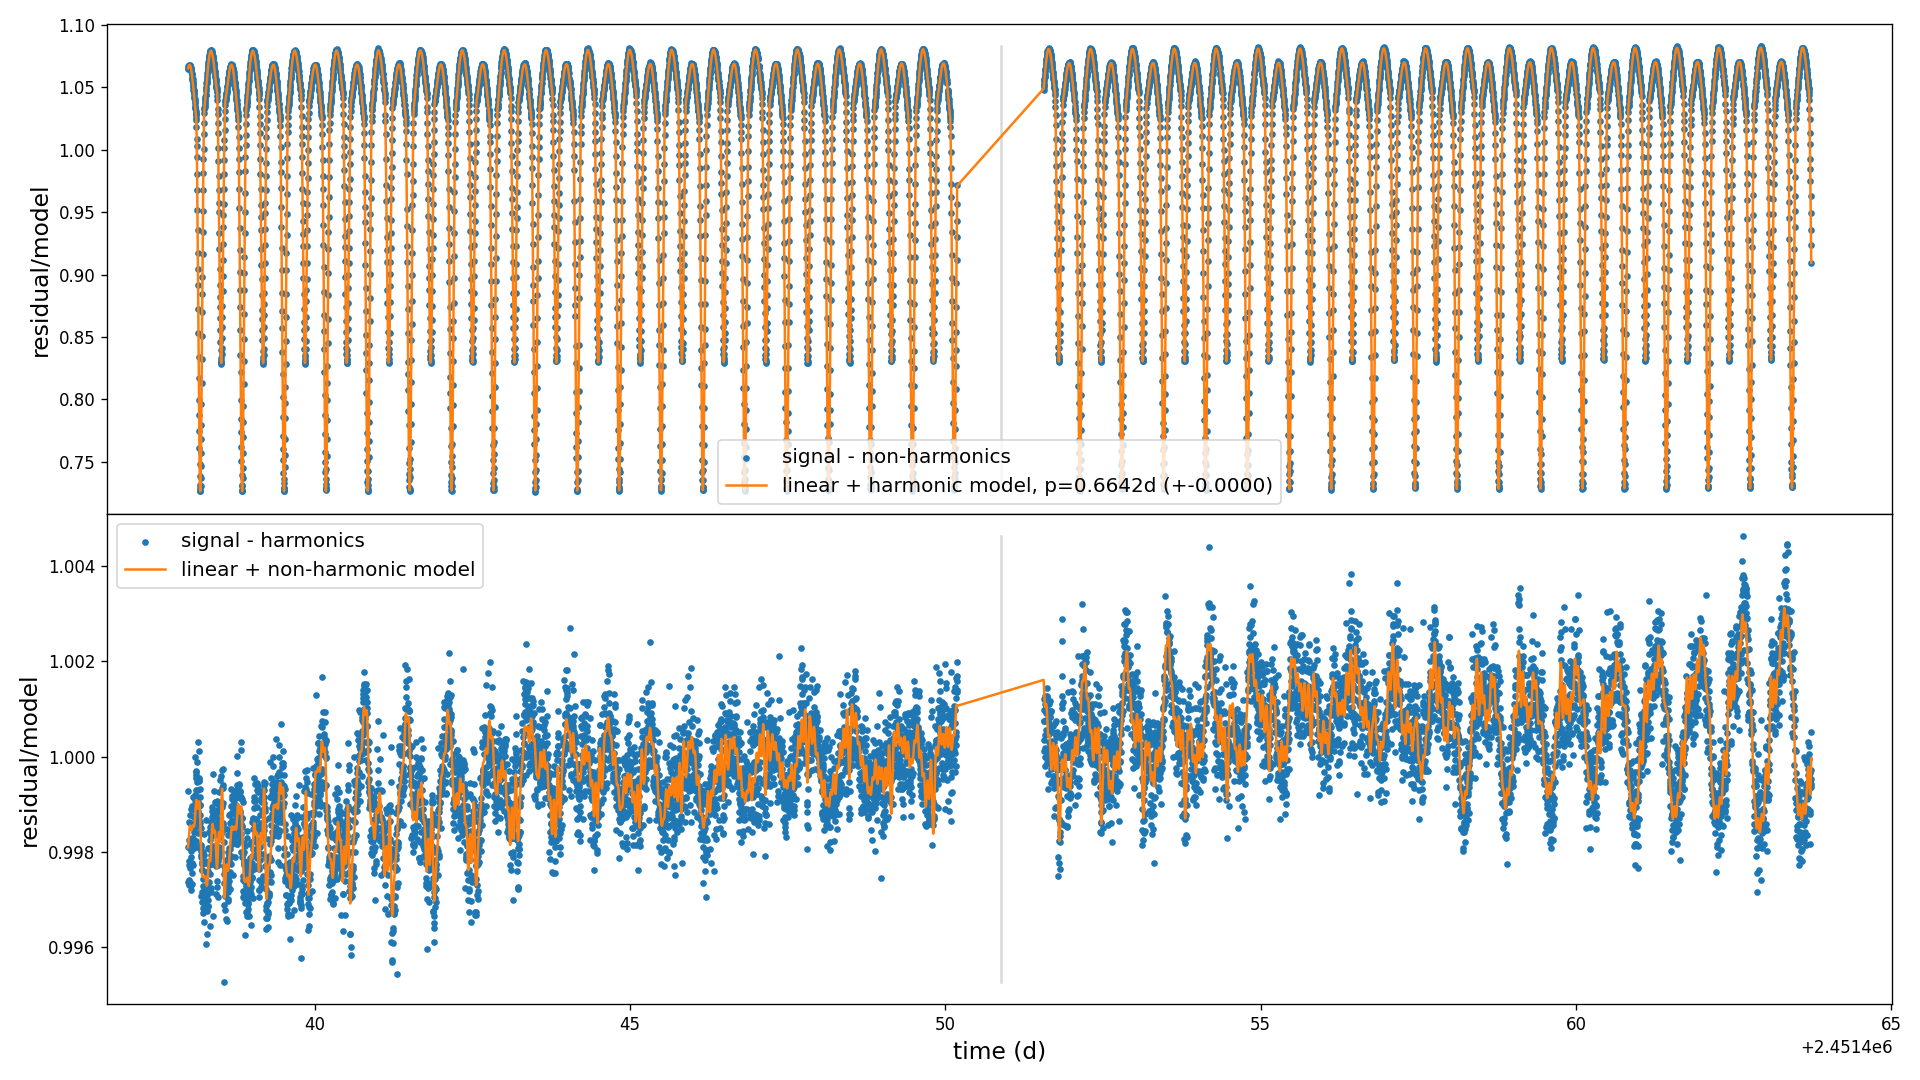 1.10
1.05
1.00
0.95
0.90
0.85
0.80
0.75
residual/model
signal - non-harmonics
linear + harmonic model, p=0.6642d (+-0.0000)
signal - harmonics
linear + non-harmonic model
1.004
1.002
1.000
0.998
0.996
residual/model
40 45 50 55 60 65
time (d)
+2.4514e6